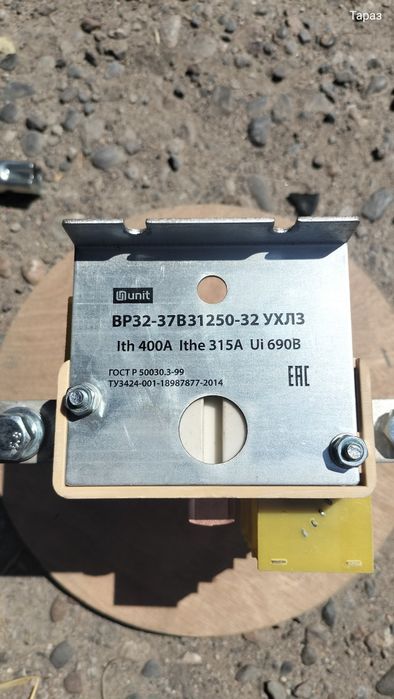 Тараз
unit
ВР32-37В31250-32 УХЛ3
Ith 400A Ithe 315A Ui 690В
ГОСТ Р 50030,3-99
ТУ3424-001-18987877-2014
ЕАС